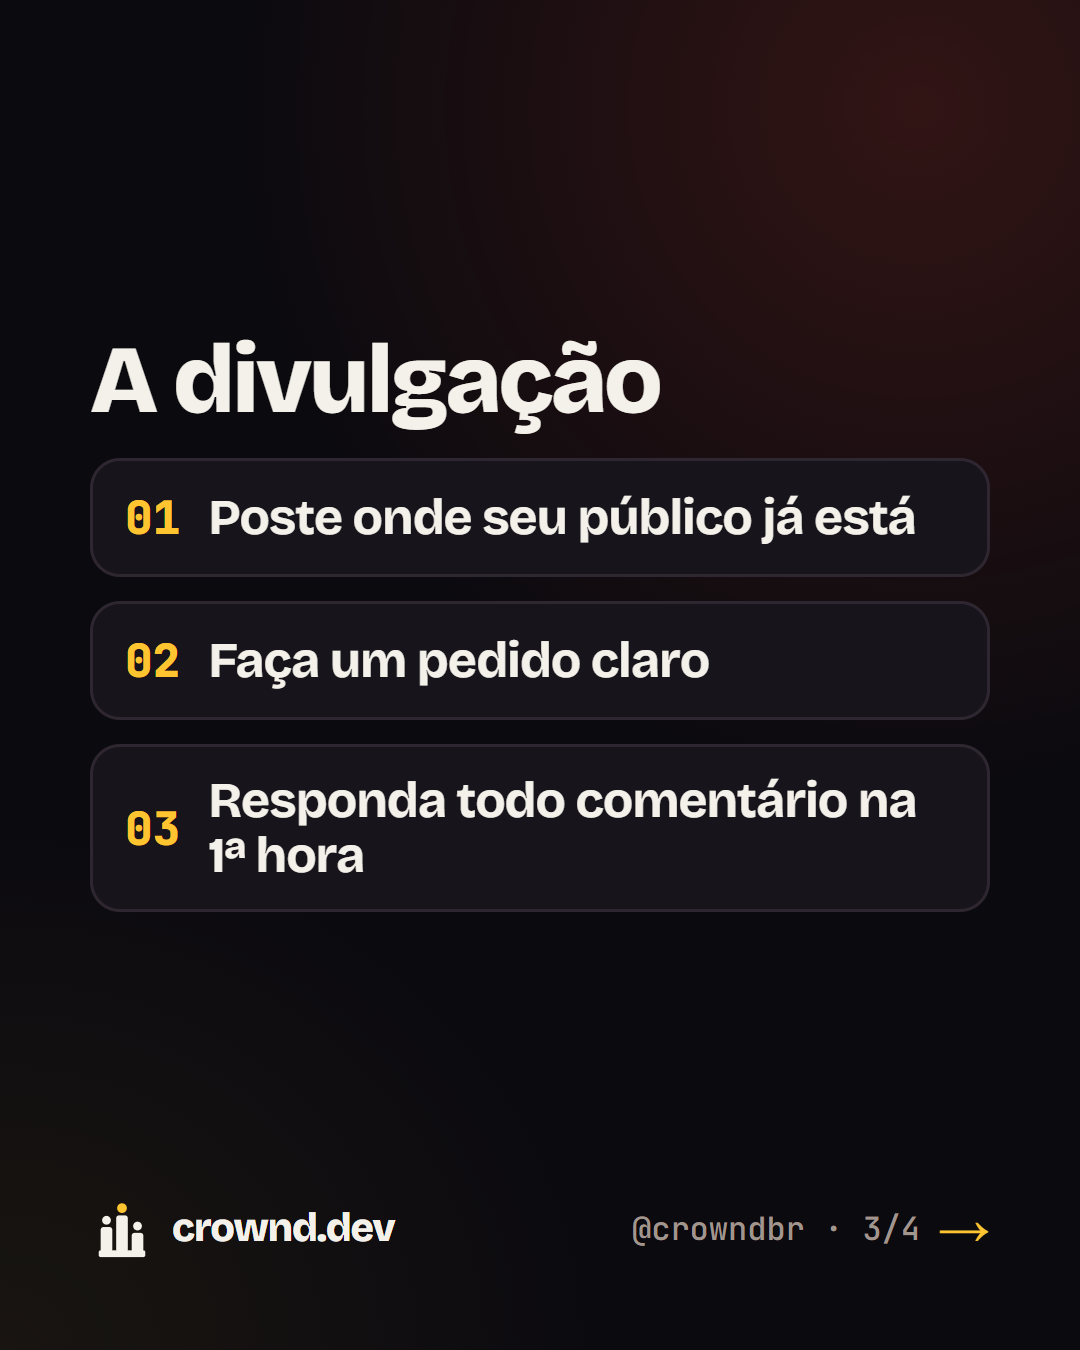 A divulgação
01 Poste onde seu público já está
02 Faça um pedido claro
03 Responda todo comentário na
1ª hora
crownd.dev
@crowndbr · 3/4 →